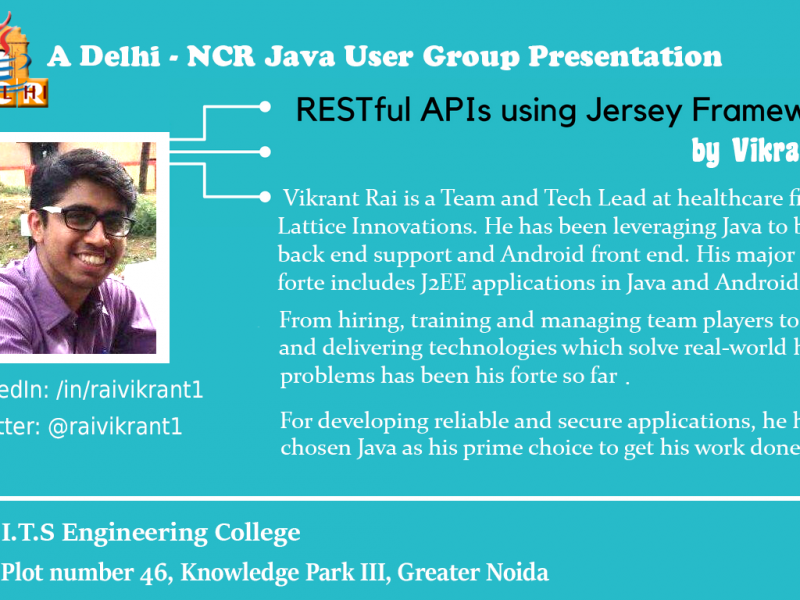 A Delhi - NCR Java User Group Presentation
RESTful APIs using Jersey
by
Vikrant Rai is a Team and Tech Lead at healthcare
Lattice Innovations. He has been leveraging Java to
back end support and Android front end. His major
forte includes J2EE applications in Java and Android
From hiring, training and managing team players to
and delivering technologies which solve real-world
problems has been his forte so far .
For developing reliable and secure applications, he
chosen Java as his prime choice to get his work done
/in/raivikrant1
@raivikrant1
I.T.S Engineering College
Plot number 46, Knowledge Park III, Greater Noida